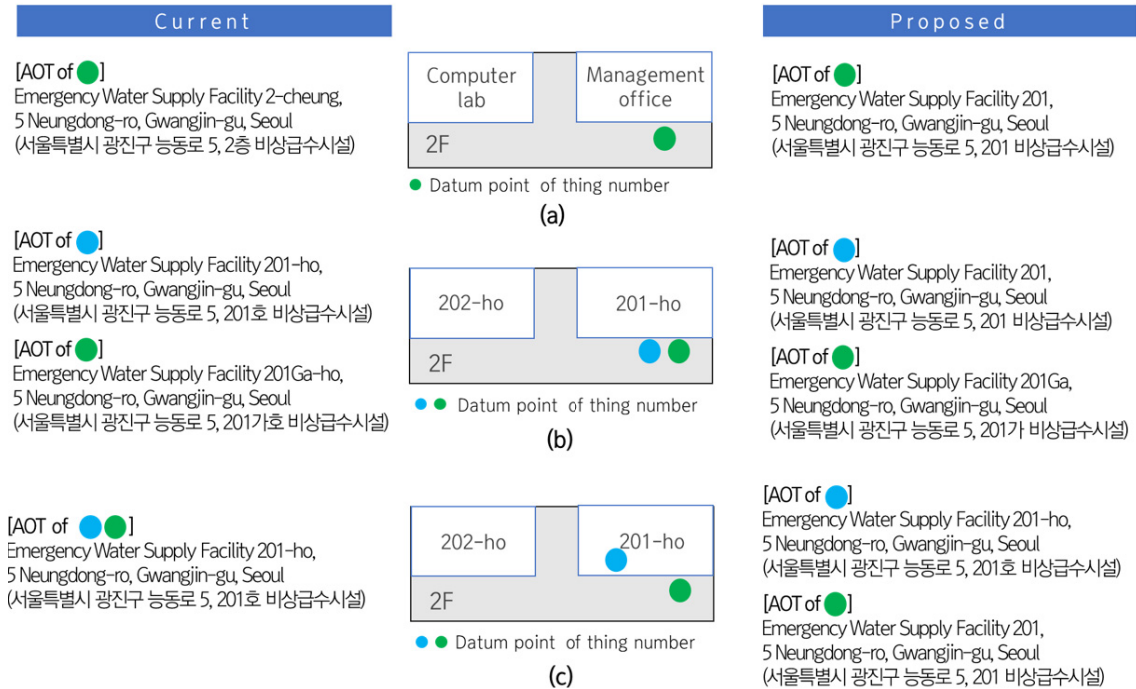 Current
Proposed
[AOT of ]
Emergency Water Supply Facility 2-cheung,
5 Neungdong-ro, Gwangjin-gu, Seoul
(서울특별시 광진구 능동로 5, 2층 비상급수시설)
Computer
lab
Management
office
2F
Datum point of thing number
(a)
[AOT of ]
Emergency Water Supply Facility 201,
5 Neungdong-ro, Gwangjin-gu, Seoul
(서울특별시 광진구 능동로 5, 201 비상급수시설)
[AOT of ]
Emergency Water Supply Facility 201-ho,
5 Neungdong-ro, Gwangjin-gu, Seoul
(서울특별시 광진구 능동로 5, 201호 비상급수시설)
[AOT of ]
Emergency Water Supply Facility 201Ga-ho,
5 Neungdong-ro, Gwangjin-gu, Seoul
(서울특별시 광진구 능동로 5, 201가호 비상급수시설)
202-ho
201-ho
2F
Datum point of thing number
(b)
[AOT of ]
Emergency Water Supply Facility 201,
5 Neungdong-ro, Gwangjin-gu, Seoul
(서울특별시 광진구 능동로 5, 201 비상급수시설)
[AOT of ]
Emergency Water Supply Facility 201Ga,
5 Neungdong-ro, Gwangjin-gu, Seoul
(서울특별시 광진구 능동로 5, 201가 비상급수시설)
[AOT of ]
Emergency Water Supply Facility 201-ho,
5 Neungdong-ro, Gwangjin-gu, Seoul
(서울특별시 광진구 능동로 5, 201호 비상급수시설)
202-ho
201-ho
2F
Datum point of thing number
(c)
[AOT of ]
Emergency Water Supply Facility 201-ho,
5 Neungdong-ro, Gwangjin-gu, Seoul
(서울특별시 광진구 능동로 5, 201호 비상급수시설)
[AOT of ]
Emergency Water Supply Facility 201,
5 Neungdong-ro, Gwangjin-gu, Seoul
(서울특별시 광진구 능동로 5, 201 비상급수시설)